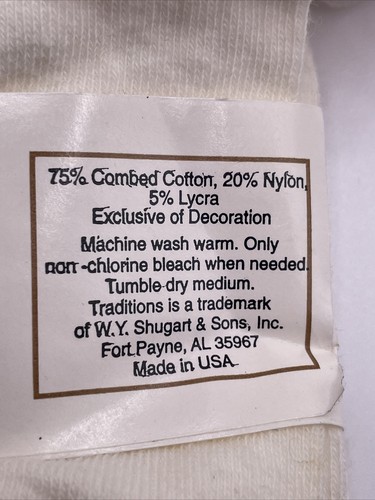 75% Combed Cotton, 20% Nylon,
5% Lycra
Exclusive of Decoration
Machine wash warm. Only
non-chlorine bleach when needed.
Tumble dry medium.
Traditions is a trademark
of W.Y. Shugart & Sons, Inc.
Fort Payne, AL 35967
Made in USA